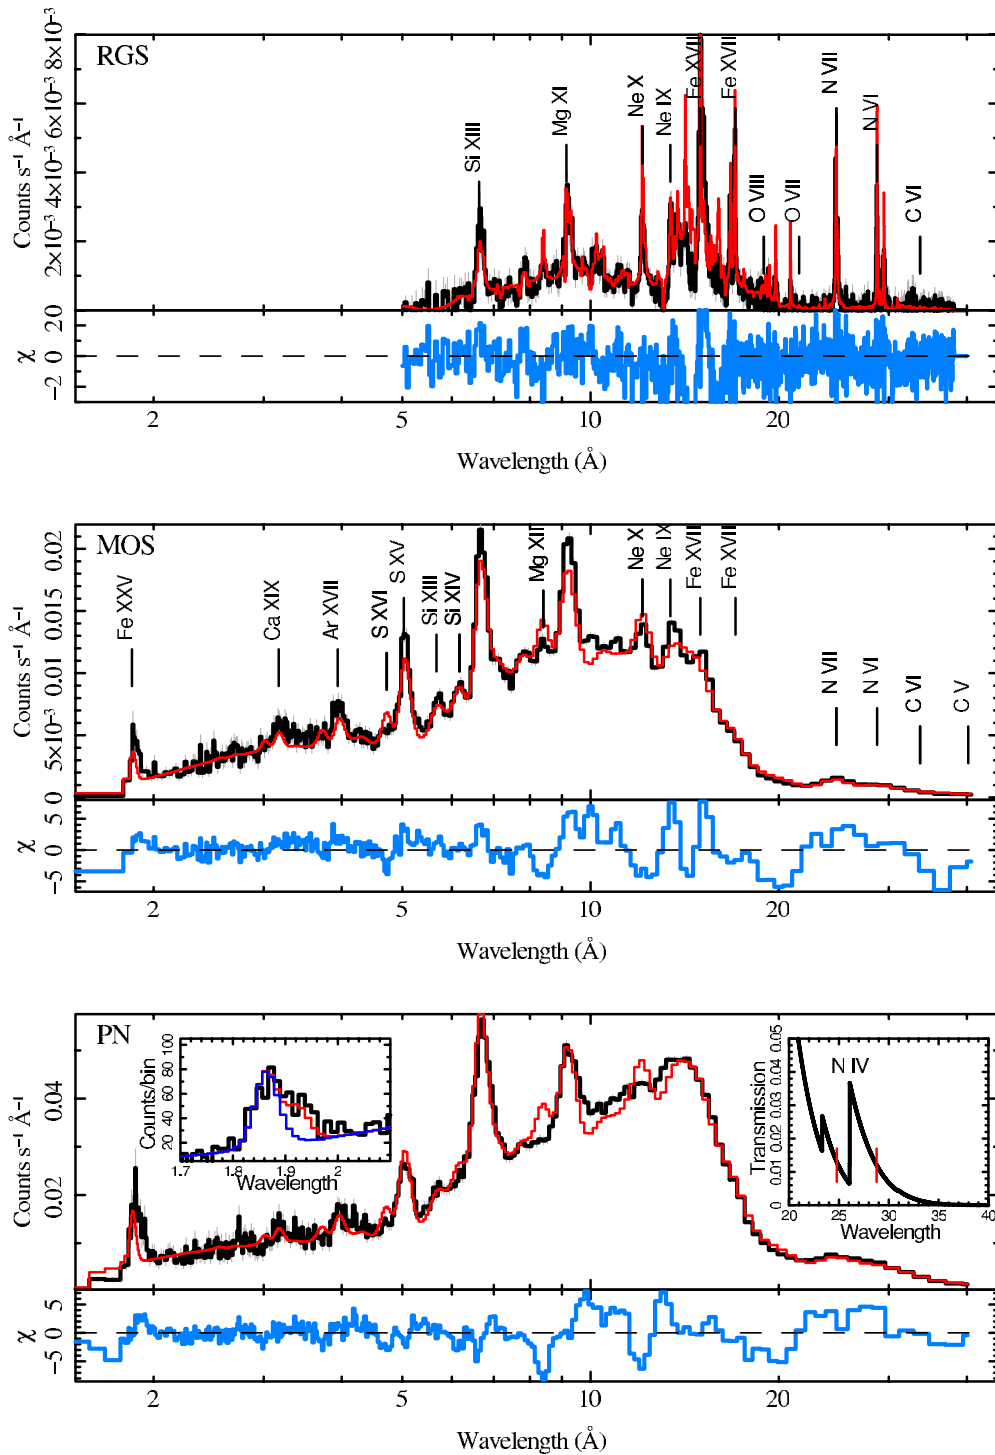 RGS
Si XIII
Mg XI
Ne X
Ne IX
Fe XVII
Fe XVII
O VIII
O VII
N VII
N VI
C VI
Counts s⁻¹ Å⁻¹
8×10⁻³
6×10⁻³
4×10⁻³
2×10⁻³
0
χ
2
0
−2
2 5 10 20
Wavelength (Å)
MOS
Fe XXV
Ca XIX
Ar XVII
S XVI
S XV
Si XIII
Si XIV
Mg XII
Ne X
Ne IX
Fe XVII
Fe XVII
N VII
N VI
C VI
C V
Counts s⁻¹ Å⁻¹
0.02
0.015
0.01
5×10⁻³
0
χ
5
0
−5
2 5 10 20
Wavelength (Å)
PN
Counts s⁻¹ Å⁻¹
0.04
0.02
Counts/bin
100
80
60
40
20
1.7 1.8 1.9 2
Wavelength
Transmission
0.05
0.04
0.03
0.02
0.01
0
N IV
20 25 30 35 40
Wavelength
χ
5
0
−5
2 5 10 20
Wavelength (Å)